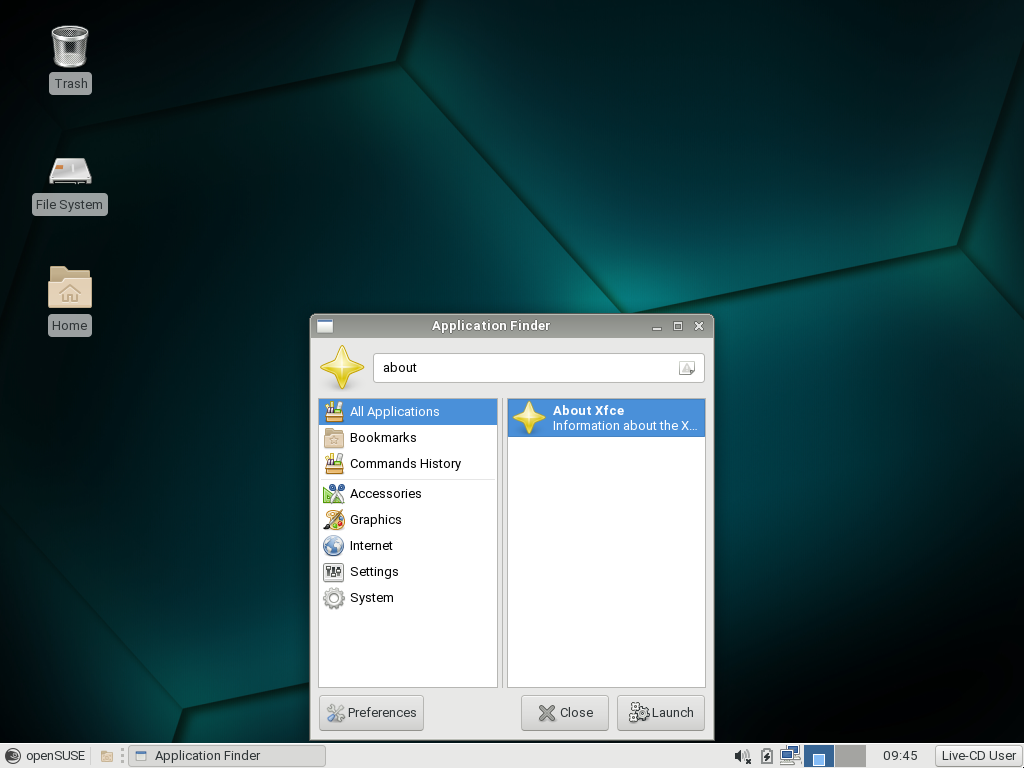 Trash
File System
Home
Application Finder
about
All Applications
Bookmarks
Commands History
Accessories
Graphics
Internet
Settings
System
About Xfce
Information about the X...
Preferences
Close
Launch
openSUSE
Application Finder
09:45
Live-CD User